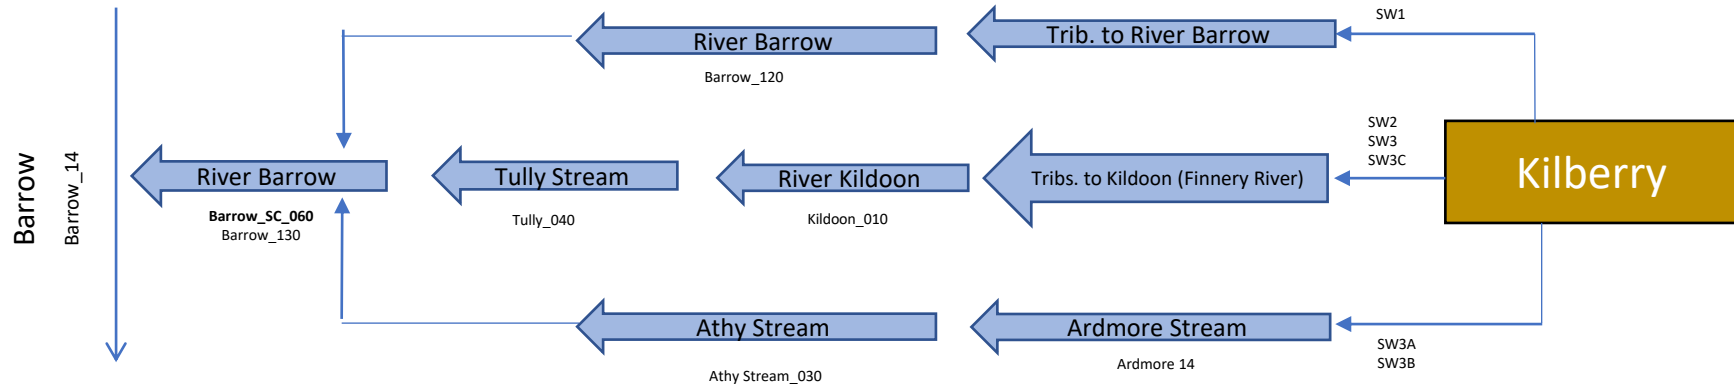 SW1
River Barrow
Trib. to River Barrow
Barrow_120
SW2
SW3
SW3C
Kilberry
Barrow
Barrow_14
River Barrow
Tully Stream
River Kildoon
Tribs. to Kildoon (Finnery River)
Barrow_SC_060
Barrow_130
Tully_040
Kildoon_010
Athy Stream
Ardmore Stream
SW3A
SW3B
Athy Stream_030
Ardmore 14